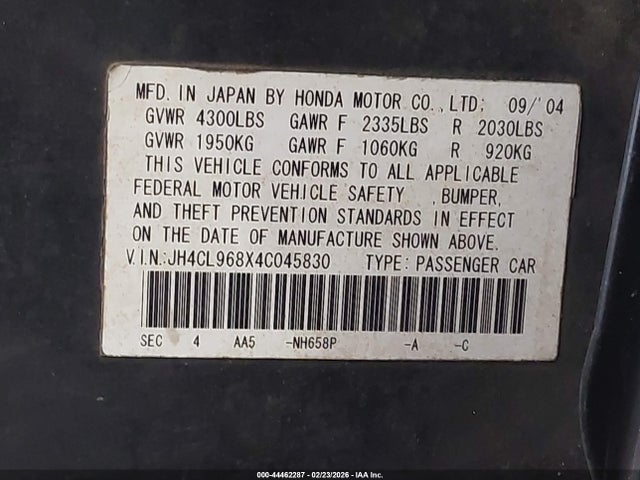 MFD. IN JAPAN BY HONDA MOTOR CO., LTD. 09/'04
GVWR 4300LBS GAWR F 2335LBS R 2030LBS
GVWR 1950KG GAWR F 1060KG R 920KG
THIS VEHICLE CONFORMS TO ALL APPLICABLE
FEDERAL MOTOR VEHICLE SAFETY , BUMPER,
AND THEFT PREVENTION STANDARDS IN EFFECT
ON THE DATE OF MANUFACTURE SHOWN ABOVE.
V.I.N:JH4CL968X4C045830 TYPE: PASSENGER CAR
SEC 4 AA5 -NH658P -A -C
000-44462287 - 02/23/2026 - IAA Inc.